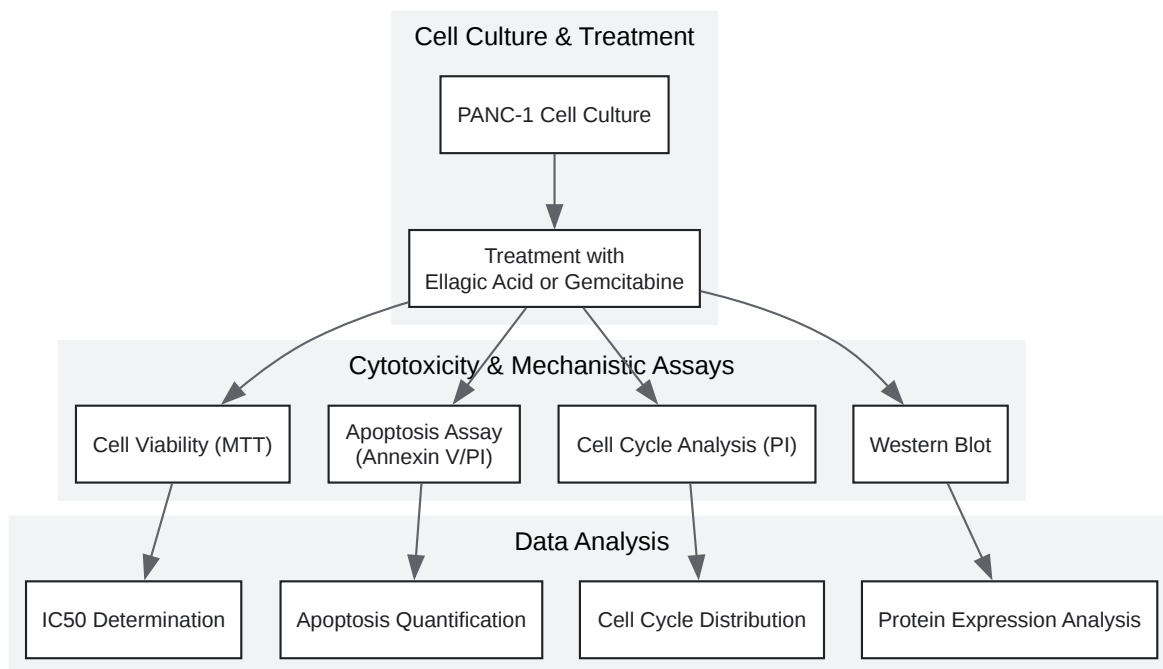 Cell Culture & Treatment
PANC-1 Cell Culture
Treatment with
Ellagic Acid or Gemcitabine
Cytotoxicity & Mechanistic Assays
Cell Viability (MTT)
Apoptosis Assay
(Annexin V/PI)
Cell Cycle Analysis (PI)
Western Blot
Data Analysis
IC50 Determination
Apoptosis Quantification
Cell Cycle Distribution
Protein Expression Analysis